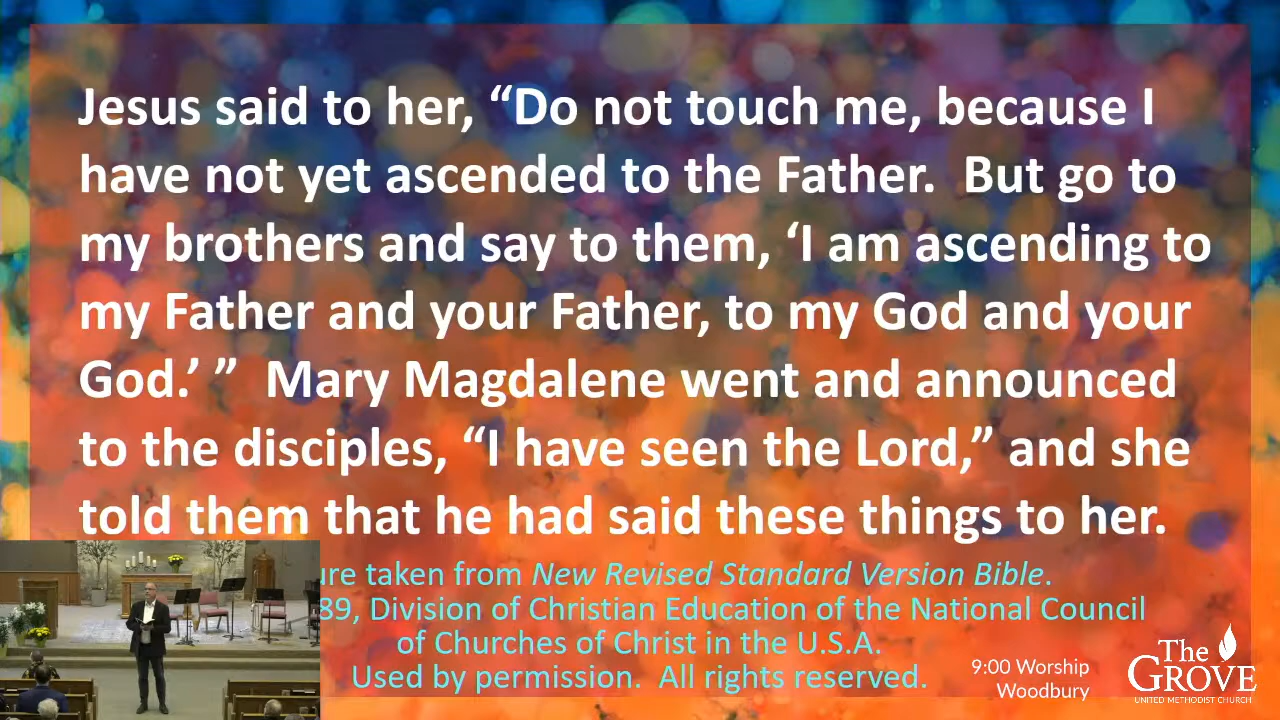 Jesus said to her, “Do not touch me, because I
have not yet ascended to the Father. But go to
my brothers and say to them, ‘I am ascending to
my Father and your Father, to my God and your
God.’ ” Mary Magdalene went and announced
to the disciples, “I have seen the Lord,” and she
told them that he had said these things to her.
taken from New Revised Standard Version Bible.
Division of Christian Education of the National Council
of Churches of Christ in the U.S.A.
Used by permission. All rights reserved.
9:00 Worship
Woodbury
The
GROVE
UNITED METHODIST CHURCH